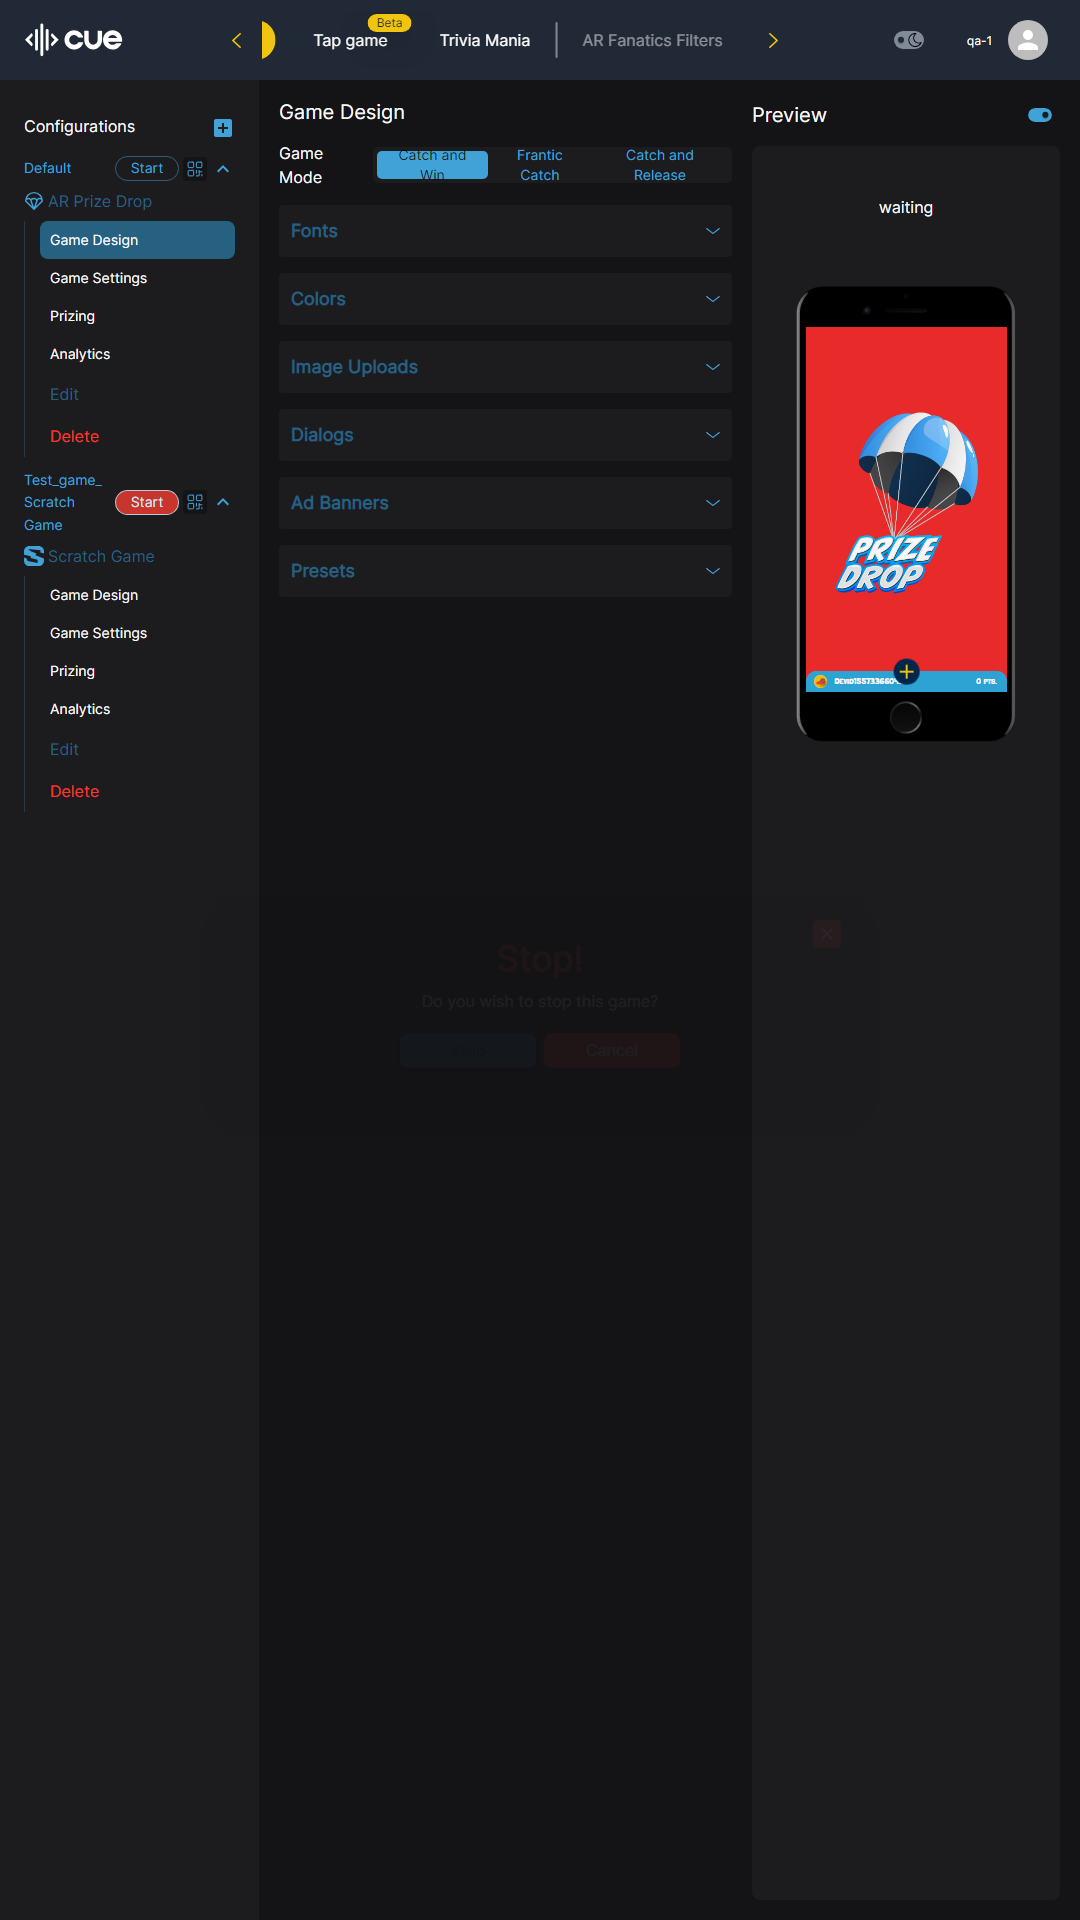 cue
Beta
Tap game
Trivia Mania
AR Fanatics Filters
qa-1
Configurations
Default
Start
AR Prize Drop
Game Design
Game Settings
Prizing
Analytics
Edit
Delete
Test_game_
Scratch
Game
Start
Scratch Game
Game Design
Game Settings
Prizing
Analytics
Edit
Delete
Game Design
Game
Mode
Catch and
Win
Frantic
Catch
Catch and
Release
Fonts
Colors
Image Uploads
Dialogs
Ad Banners
Presets
Stop!
Do you wish to stop this game?
Cancel
Preview
waiting
PRIZE
DROP
0 PTS.